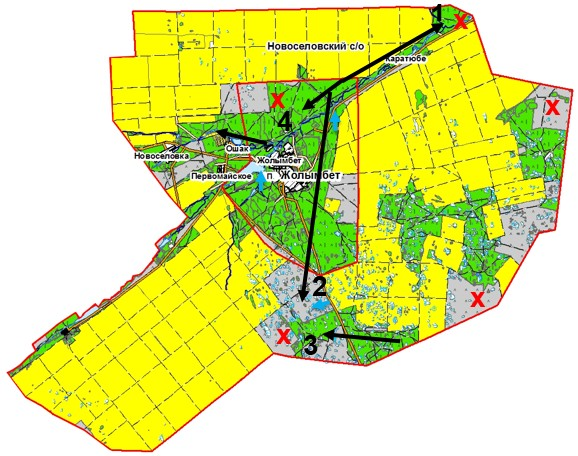 1
X
Новоселовский с/о
Каратюбе
X
X
4
Ошак
Новоселовка
Жолымбет
Первомайское
п Жолымбет
2
X
X
3